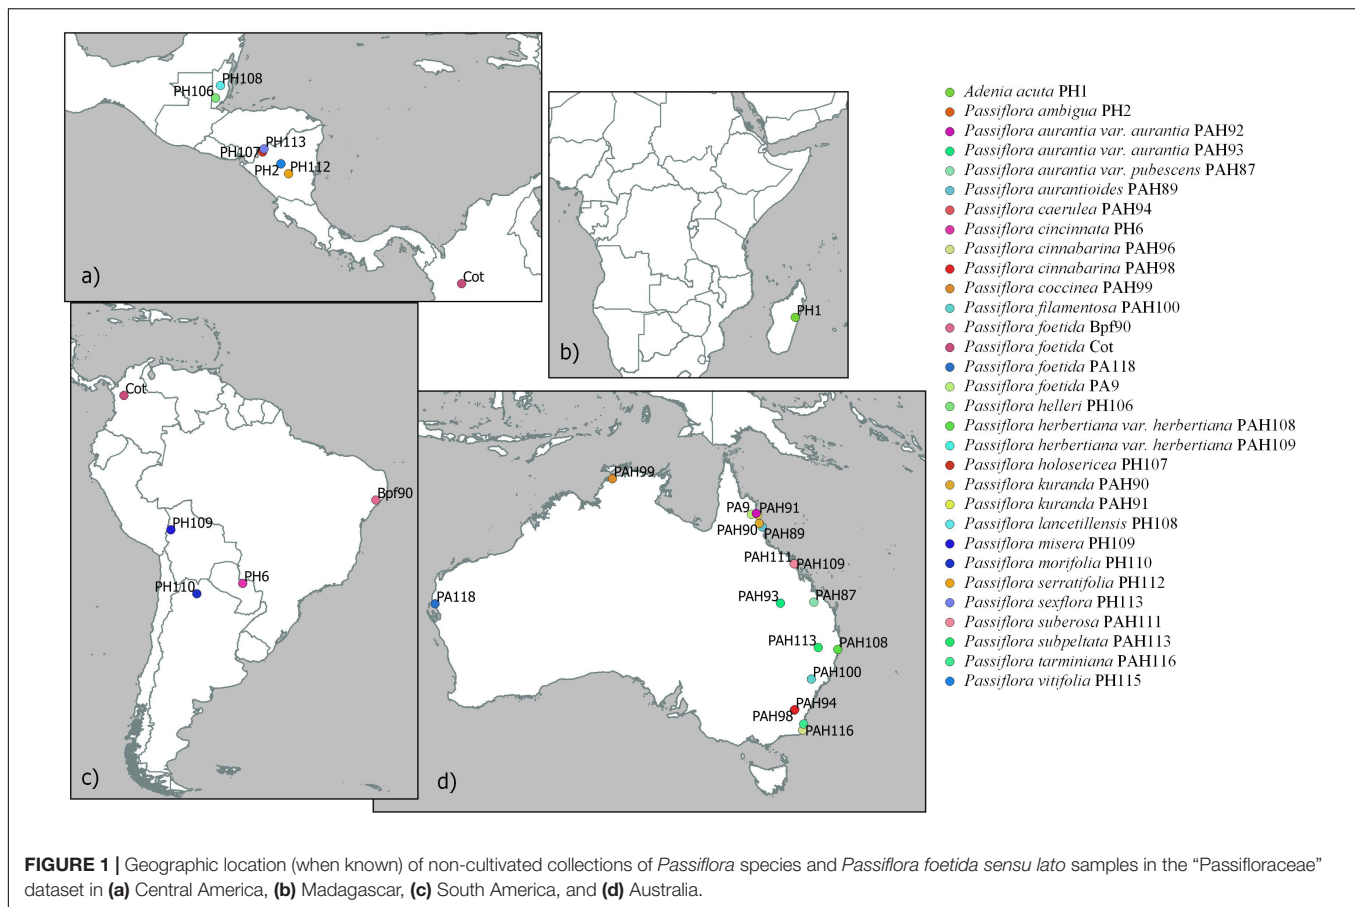 PH108
PH106
PH113
PH107
PH2
PH112
a)
Cot
PH1
b)
Cot
Bpf90
PH109
PH6
PH110
c)
PAH99
PA9
PAH91
PAH90
PAH89
PAH111
PAH109
PA118
PAH93
PAH87
PAH113
PAH108
PAH100
PAH94
PAH98
PAH116
d)
Adenia acuta PH1
Passiflora ambigua PH2
Passiflora aurantia var. aurantia PAH92
Passiflora aurantia var. aurantia PAH93
Passiflora aurantia var. pubescens PAH87
Passiflora aurantioides PAH89
Passiflora caerulea PAH94
Passiflora cincinnata PH6
Passiflora cinnabarina PAH96
Passiflora cinnabarina PAH98
Passiflora coccinea PAH99
Passiflora filamentosa PAH100
Passiflora foetida Bpf90
Passiflora foetida Cot
Passiflora foetida PA118
Passiflora foetida PA9
Passiflora helleri PH106
Passiflora herbertiana var. herbertiana PAH108
Passiflora herbertiana var. herbertiana PAH109
Passiflora holosericea PH107
Passiflora kuranda PAH90
Passiflora kuranda PAH91
Passiflora lancetillensis PH108
Passiflora misera PH109
Passiflora morifolia PH110
Passiflora serratifolia PH112
Passiflora sexflora PH113
Passiflora suberosa PAH111
Passiflora subpeltata PAH113
Passiflora tarminiana PAH116
Passiflora vitifolia PH115
FIGURE 1 | Geographic location (when known) of non-cultivated collections of Passiflora species and Passiflora foetida sensu lato samples in the “Passifloraceae”
dataset in (a) Central America, (b) Madagascar, (c) South America, and (d) Australia.